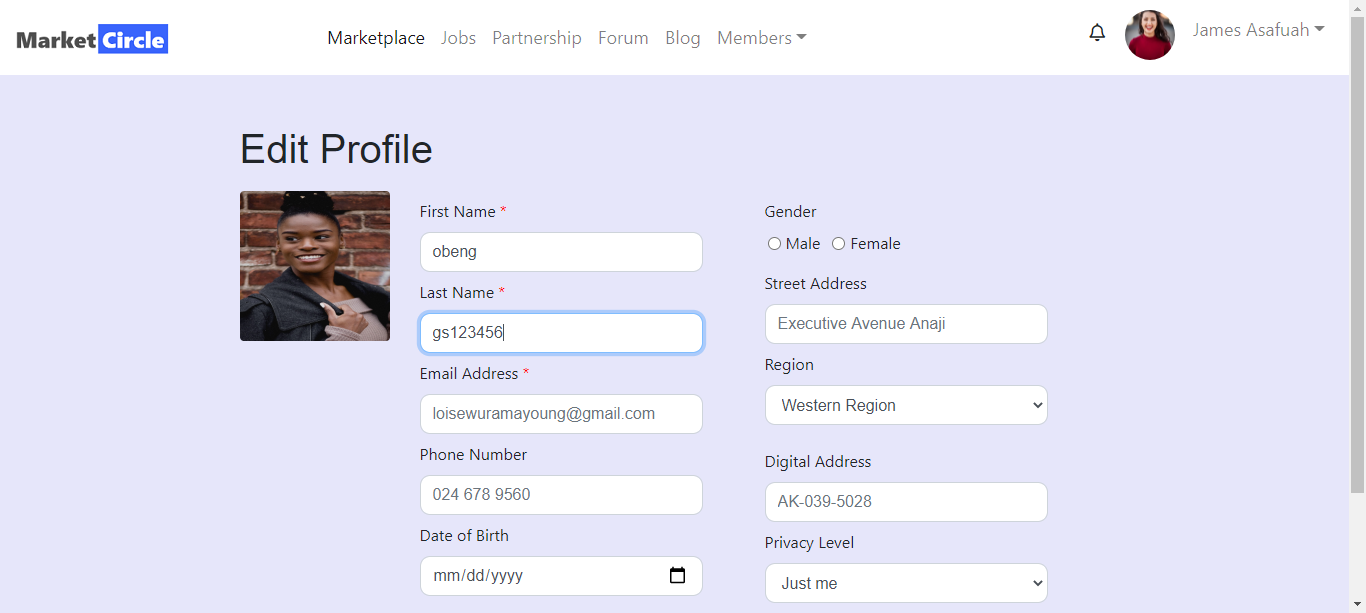 Market Circle
Marketplace Jobs Partnership Forum Blog Members
James Asafuah
Edit Profile
First Name *
obeng
Last Name *
gs123456
Email Address *
loisewuramayoung@gmail.com
Phone Number
024 678 9560
Date of Birth
mm/dd/yyyy
Gender
Male Female
Street Address
Executive Avenue Anaji
Region
Western Region
Digital Address
AK-039-5028
Privacy Level
Just me